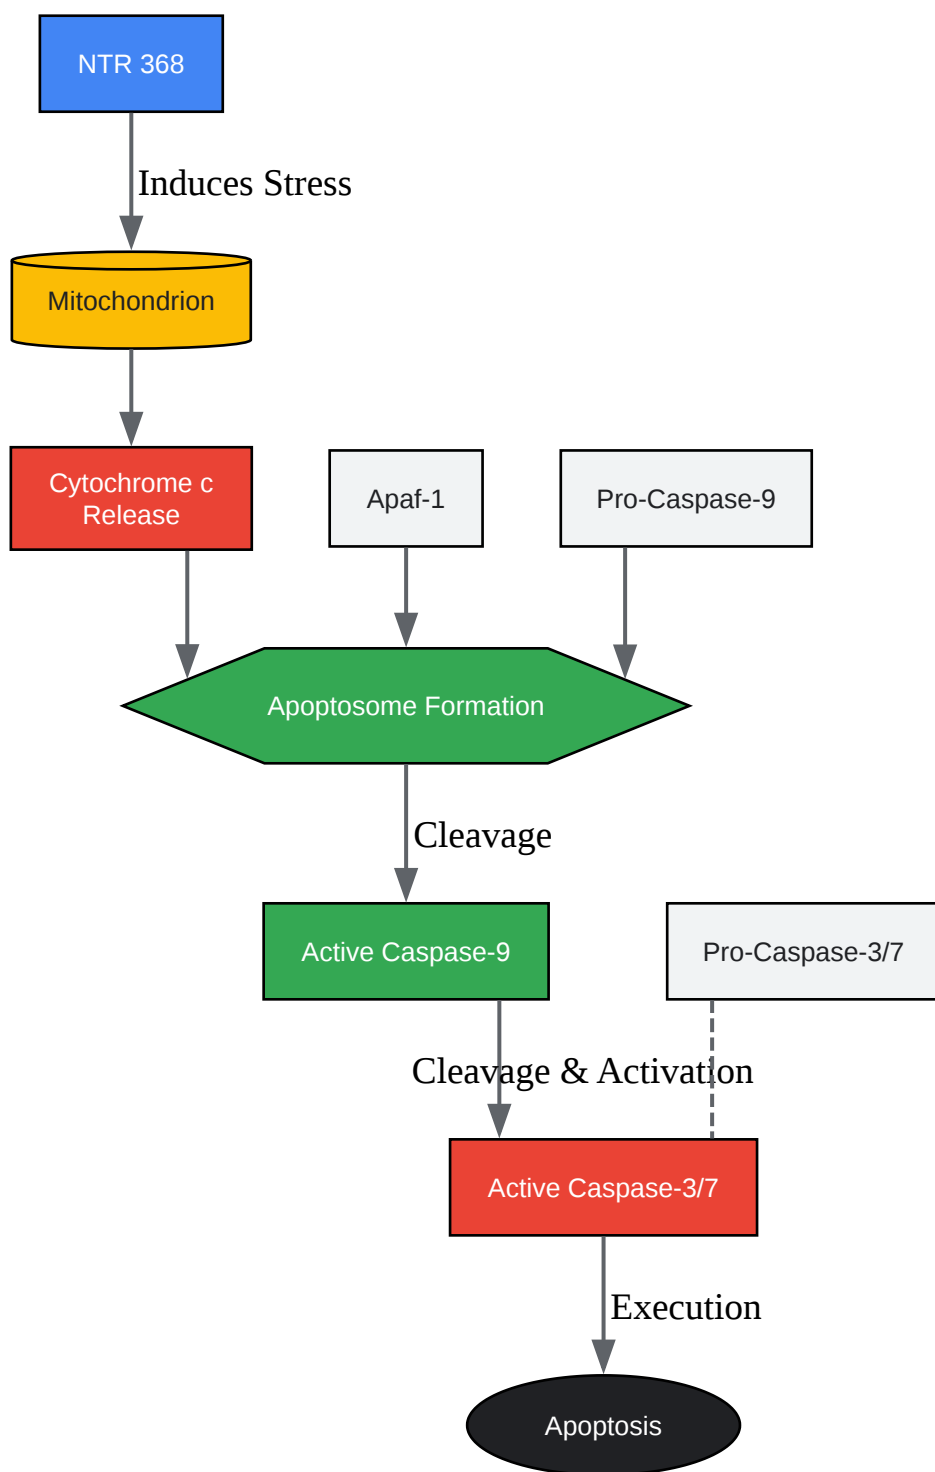 NTR 368
Induces Stress
Mitochondrion
Cytochrome c
Release
Apaf-1
Pro-Caspase-9
Apoptosome Formation
Cleavage
Active Caspase-9
Pro-Caspase-3/7
Cleavage & Activation
Active Caspase-3/7
Execution
Apoptosis